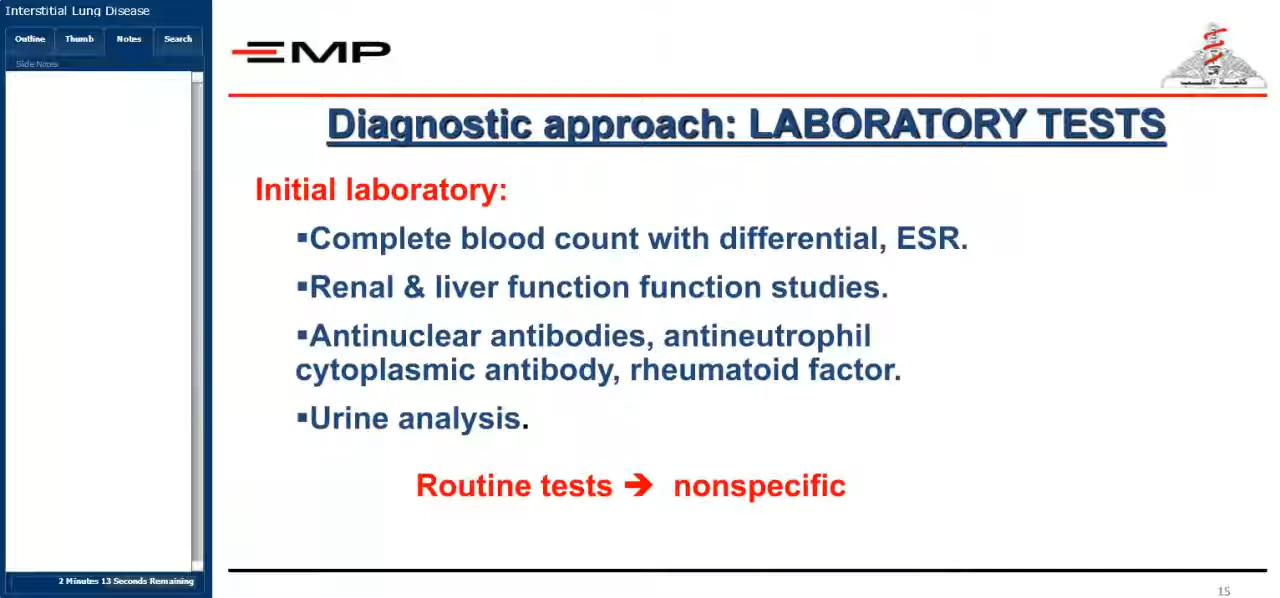 Interstitial Lung Disease
Outline Thumb Notes Search
Slide Notes
EMP
كلية الطب
Diagnostic approach: LABORATORY TESTS
Initial laboratory:
▪Complete blood count with differential, ESR.
▪Renal & liver function function studies.
▪Antinuclear antibodies, antineutrophil
cytoplasmic antibody, rheumatoid factor.
▪Urine analysis.
Routine tests ➔ nonspecific
2 Minutes 13 Seconds Remaining
15